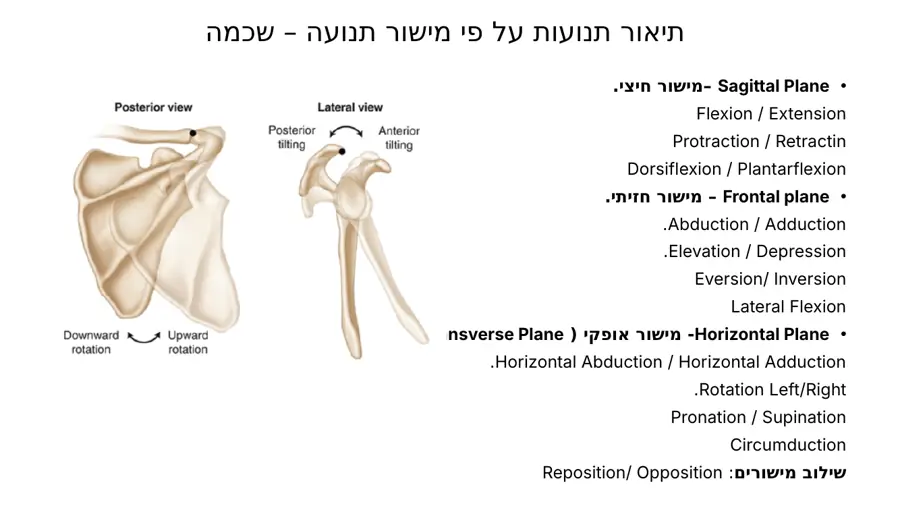 תיאור תנועות על פי מישור תנועה – שכמה
• Sagittal Plane –מישור חיצי.
Flexion / Extension
Protraction / Retractin
Dorsiflexion / Plantarflexion
• Frontal plane – מישור חזיתי.
Abduction / Adduction.
Elevation / Depression.
Eversion/ Inversion
Lateral Flexion
• Horizontal Plane- מישור אופקי ( nsverse Plane
Horizontal Abduction / Horizontal Adduction.
Rotation Left/Right.
Pronation / Supination
Circumduction
שילוב מישורים: Reposition/ Opposition
Posterior view
Downward rotation
Upward rotation
Lateral view
Posterior tilting
Anterior tilting